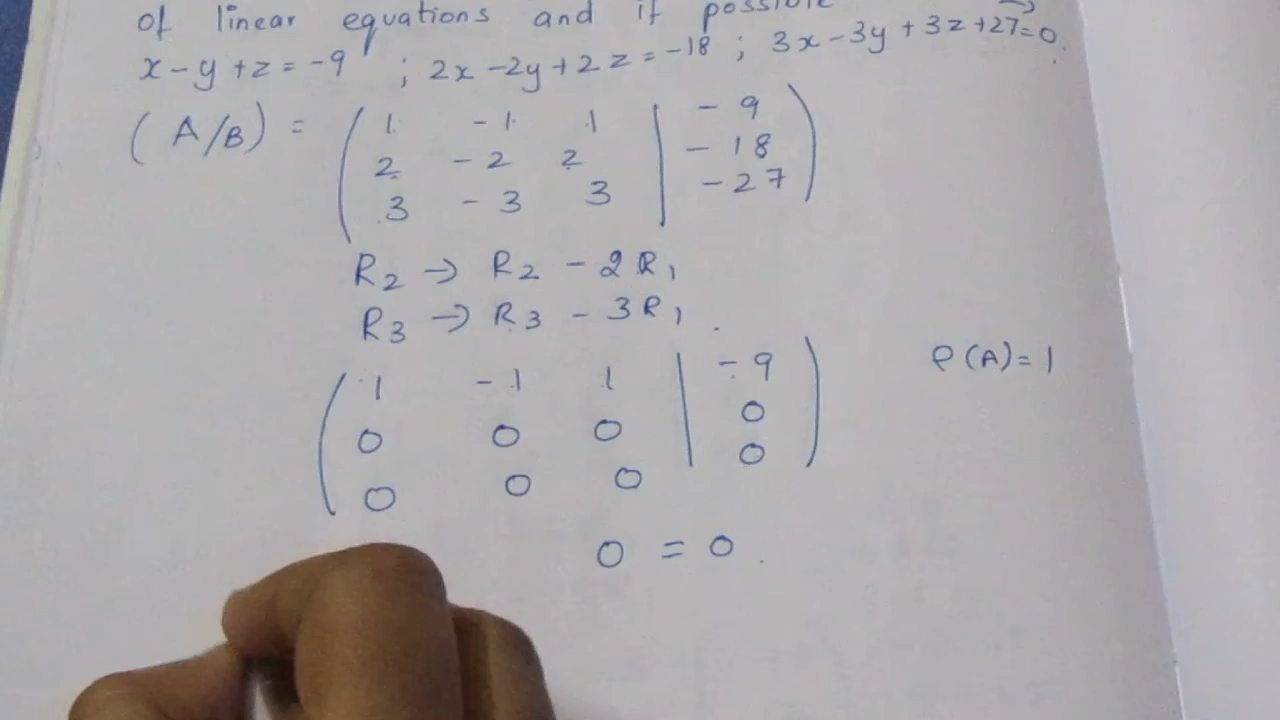 of linear equations and if possible
x - y + z = -9 ; 2x - 2y + 2z = -18 ; 3x - 3y + 3z + 27 = 0.
(A/B) = ( 1 -1 1 | -9 )
2 -2 2 | -18
3 -3 3 | -27
R2 → R2 - 2R1
R3 → R3 - 3R1
( 1 -1 1 | -9 ) ρ(A) = 1
0 0 0 | 0
0 0 0 | 0
0 = 0